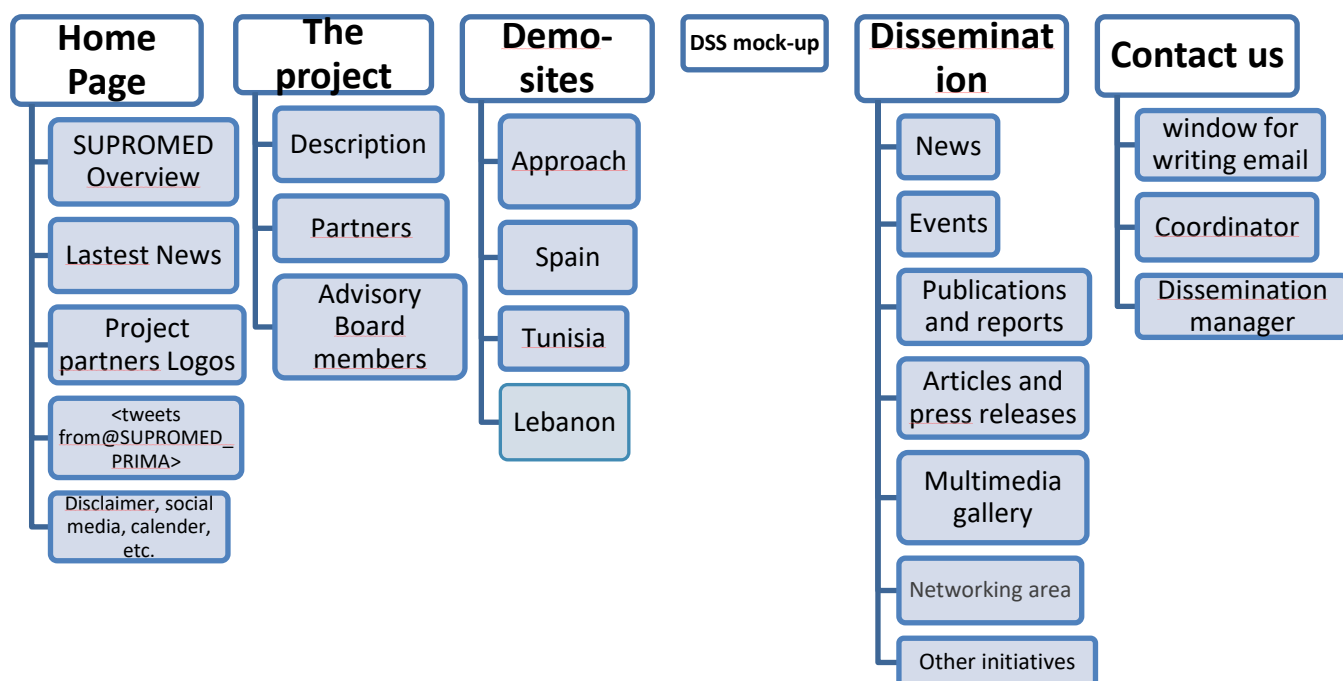 Home
Page
SUPROMED
Overview
Lastest News
Project
partners Logos
<tweets
from@SUPROMED_
PRIMA>
Disclaimer, social
media, calender,
etc.
The
project
Description
Partners
Advisory
Board
members
Demo-
sites
Approach
Spain
Tunisia
Lebanon
DSS mock-up
Disseminat
ion
News
Events
Publications
and reports
Articles and
press releases
Multimedia
gallery
Networking area
Other initiatives
Contact us
window for
writing email
Coordinator
Dissemination
manager